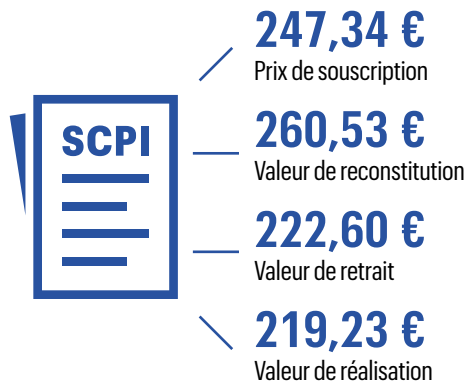 SCPI
247,34 €
Prix de souscription
260,53 €
Valeur de reconstitution
222,60 €
Valeur de retrait
219,23 €
Valeur de réalisation